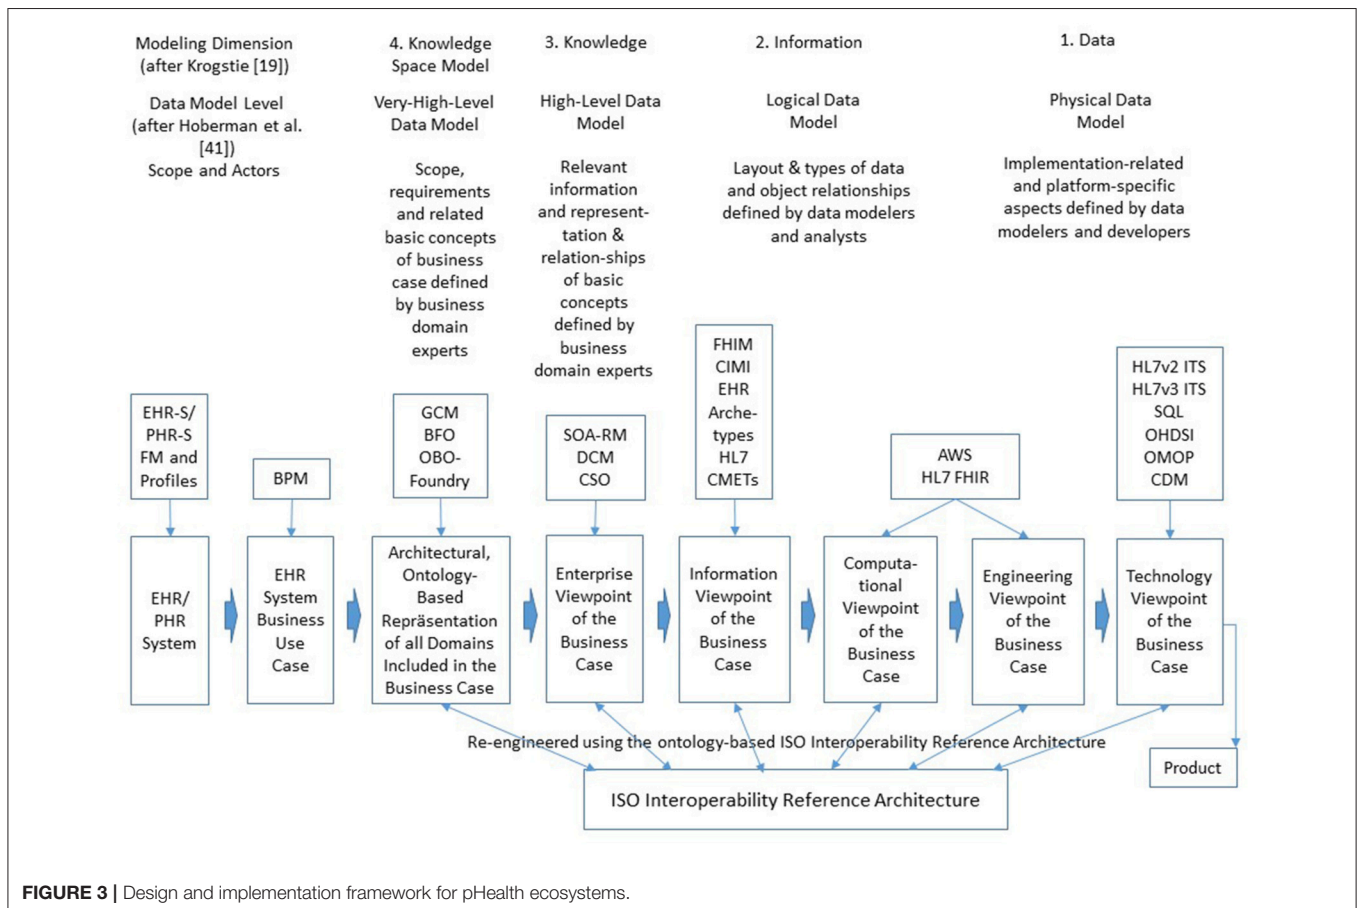 Modeling Dimension
(after Krogstie [19])
4. Knowledge
Space Model
3. Knowledge
2. Information
1. Data
Data Model Level
(after Hoberman et al.
[41])
Scope and Actors
Very-High-Level
Data Model
High-Level Data
Model
Logical Data
Model
Physical Data
Model
Scope,
requirements
and related
basic concepts
of business
case defined
by business
domain
experts
Relevant
information
and represent-
tation &
relation-ships
of basic
concepts
defined by
business
domain experts
Layout & types of data
and object relationships
defined by data modelers
and analysts
Implementation-related
and platform-specific
aspects defined by data
modelers and developers
EHR-S/
PHR-S
FM and
Profiles
BPM
GCM
BFO
OBO-
Foundry
SOA-RM
DCM
CSO
FHIM
CIMI
EHR
Arche-
types
HL7
CMETs
AWS
HL7 FHIR
HL7v2 ITS
HL7v3 ITS
SQL
OHDSI
OMOP
CDM
EHR/
PHR
System
EHR
System
Business
Use
Case
Architectural,
Ontology-
Based
Repräsentation
of all Domains
Included in the
Business Case
Enterprise
Viewpoint
of the
Business
Case
Information
Viewpoint
of the
Business
Case
Computa-
tional
Viewpoint
of the
Business
Case
Engineering
Viewpoint
of the
Business
Case
Technology
Viewpoint
of the
Business
Case
Re-engineered using the ontology-based ISO Interoperability Reference Architecture
Product
ISO Interoperability Reference Architecture
FIGURE 3 | Design and implementation framework for pHealth ecosystems.